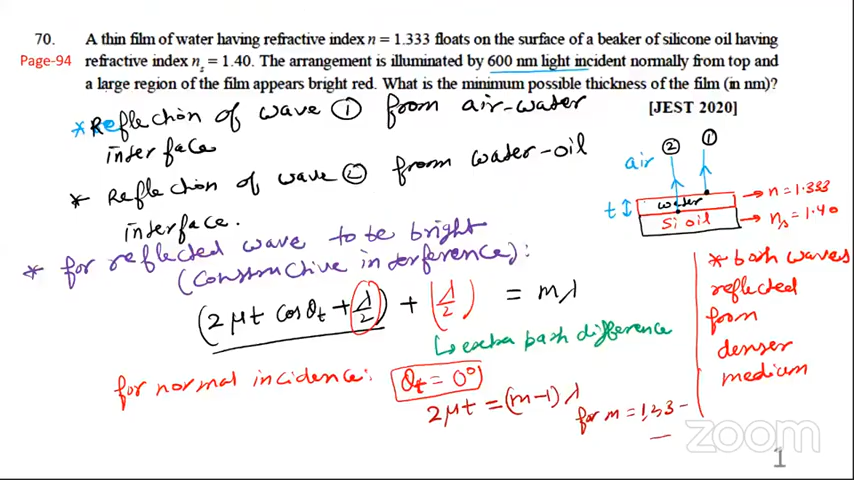 70. A thin film of water having refractive index n = 1.333 floats on the surface of a beaker of silicone oil having
Page-94 refractive index nₛ = 1.40. The arrangement is illuminated by 600 nm light incident normally from top and
a large region of the film appears bright red. What is the minimum possible thickness of the film (in nm)?
[JEST 2020]
* Reflection of wave ① from air-water
interface
* Reflection of wave ② from water-oil
interface.
② ①
air
t water → n = 1.333
Si oil → nₛ = 1.40
* for reflected wave to be bright
(constructive interference):
(2μt cosθt + λ/2) + (λ/2) = mλ
↳ extra path difference
* both waves
reflected
from
denser
medium
for normal incidence: θt = 0°
2μt = (m-1)λ
for m = 1,2,3 -
zoom
1